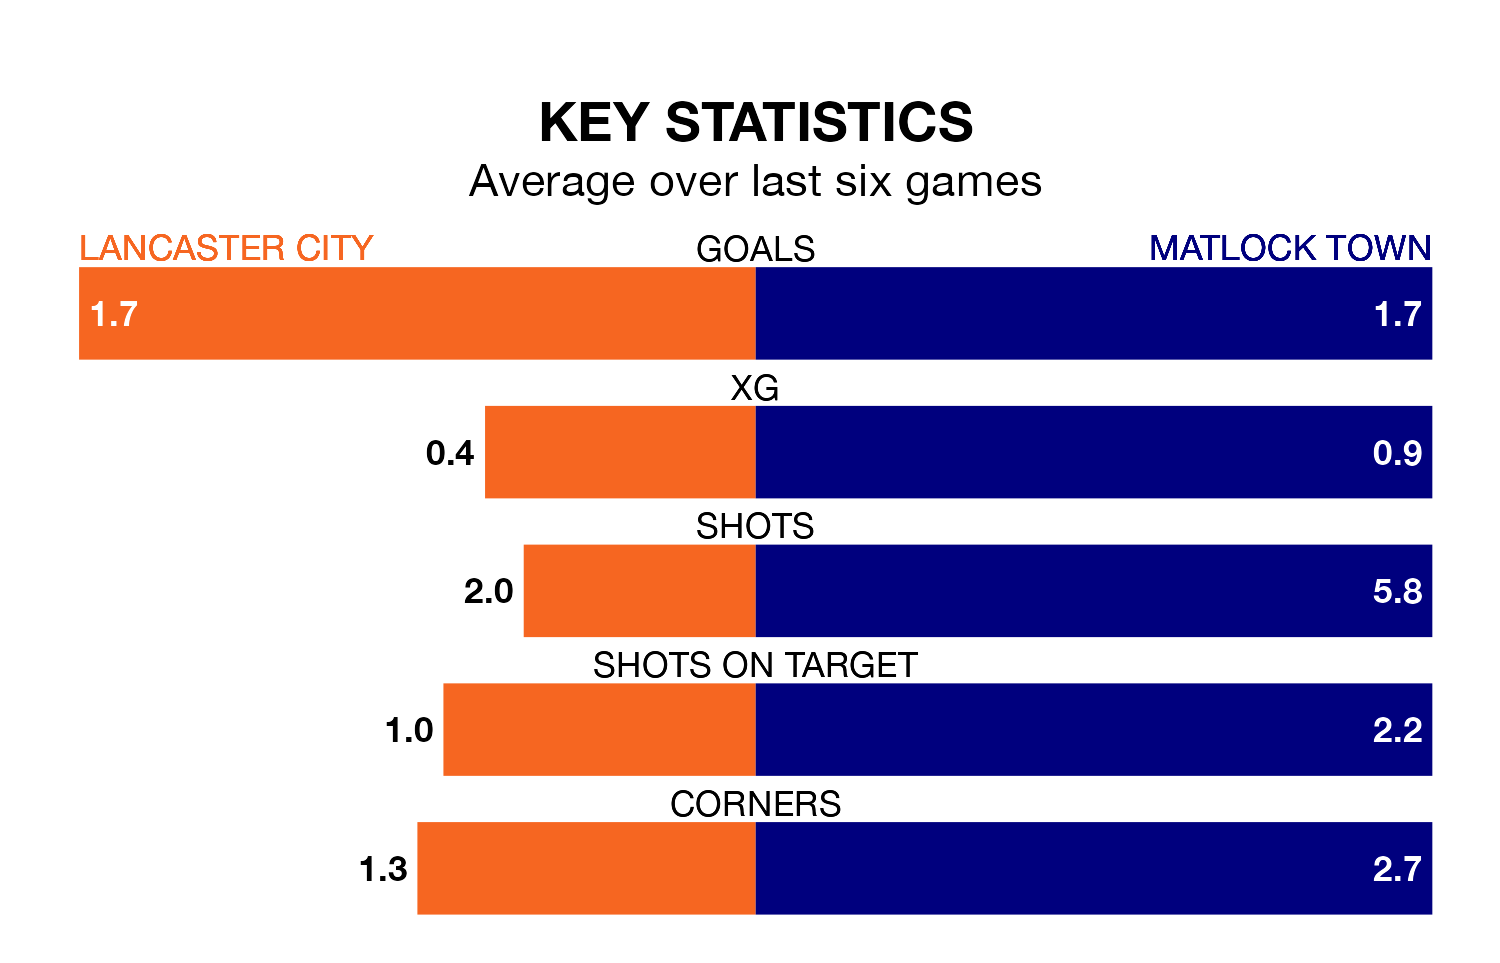 KEY STATISTICS
Average over last six games
LANCASTER CITY GOALS MATLOCK TOWN
1.7 1.7
XG
0.4 0.9
SHOTS
2.0 5.8
SHOTS ON TARGET
1.0 2.2
CORNERS
1.3 2.7